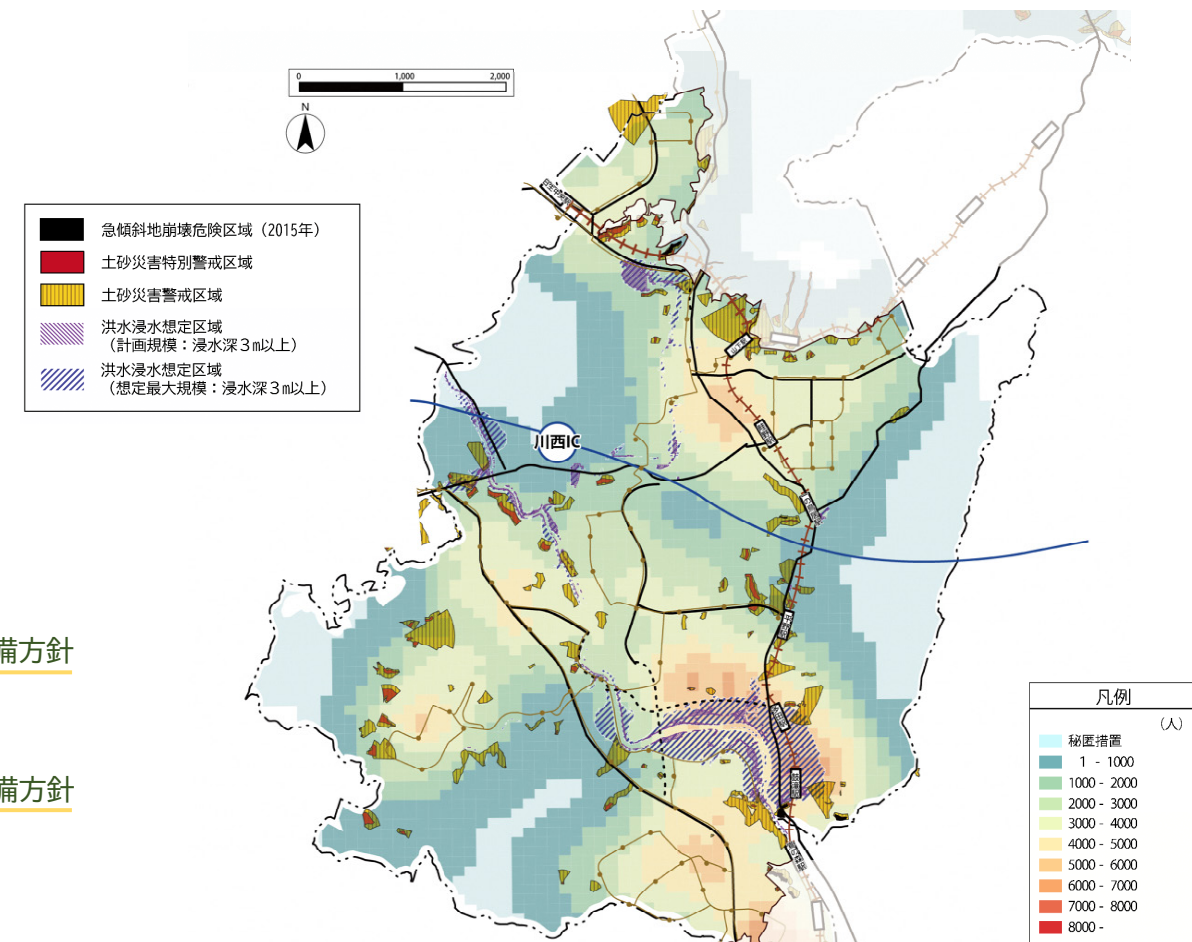 0 1,000 2,000
N
急傾斜地崩壊危険区域（2015年）
土砂災害特別警戒区域
土砂災害警戒区域
洪水浸水想定区域
（計画規模：浸水深３m以上）
洪水浸水想定区域
（想定最大規模：浸水深３m以上）
川西IC
備方針
備方針
凡例
（人）
秘匿措置
1 - 1000
1000 - 2000
2000 - 3000
3000 - 4000
4000 - 5000
5000 - 6000
6000 - 7000
7000 - 8000
8000 -